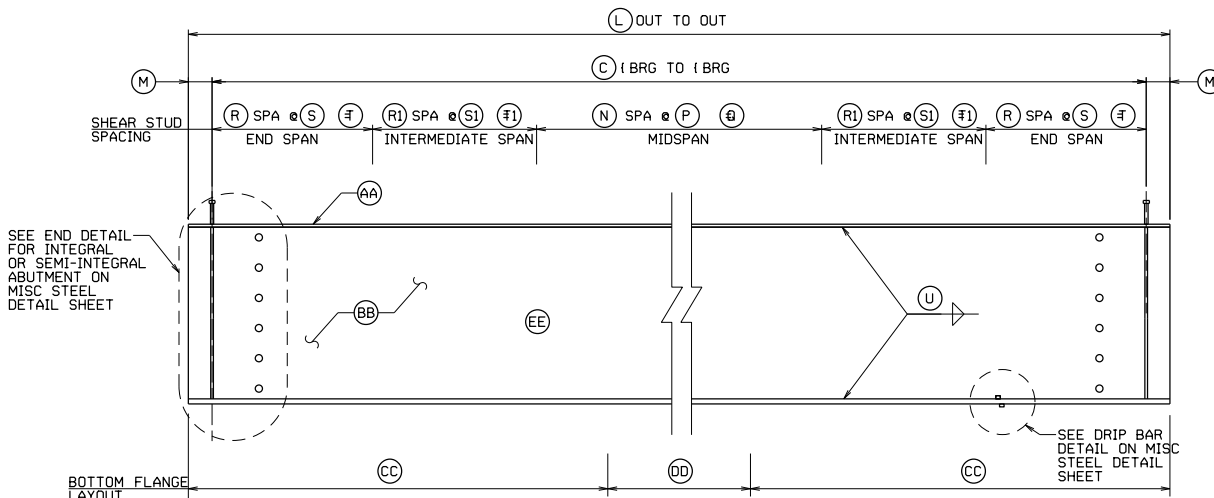 L OUT TO OUT
C ℄ BRG TO ℄ BRG
M
M
SHEAR STUD
SPACING
R SPA @ S = T
R1 SPA @ S1 = T1
N SPA @ P = Q
R1 SPA @ S1 = T1
R SPA @ S = T
END SPAN
INTERMEDIATE SPAN
MIDSPAN
INTERMEDIATE SPAN
END SPAN
AA
SEE END DETAIL
FOR INTEGRAL
OR SEMI-INTEGRAL
ABUTMENT ON
MISC STEEL
DETAIL SHEET
BB
EE
U
SEE DRIP BAR
DETAIL ON MISC
STEEL DETAIL
SHEET
BOTTOM FLANGE
LAYOUT
CC
DD
CC